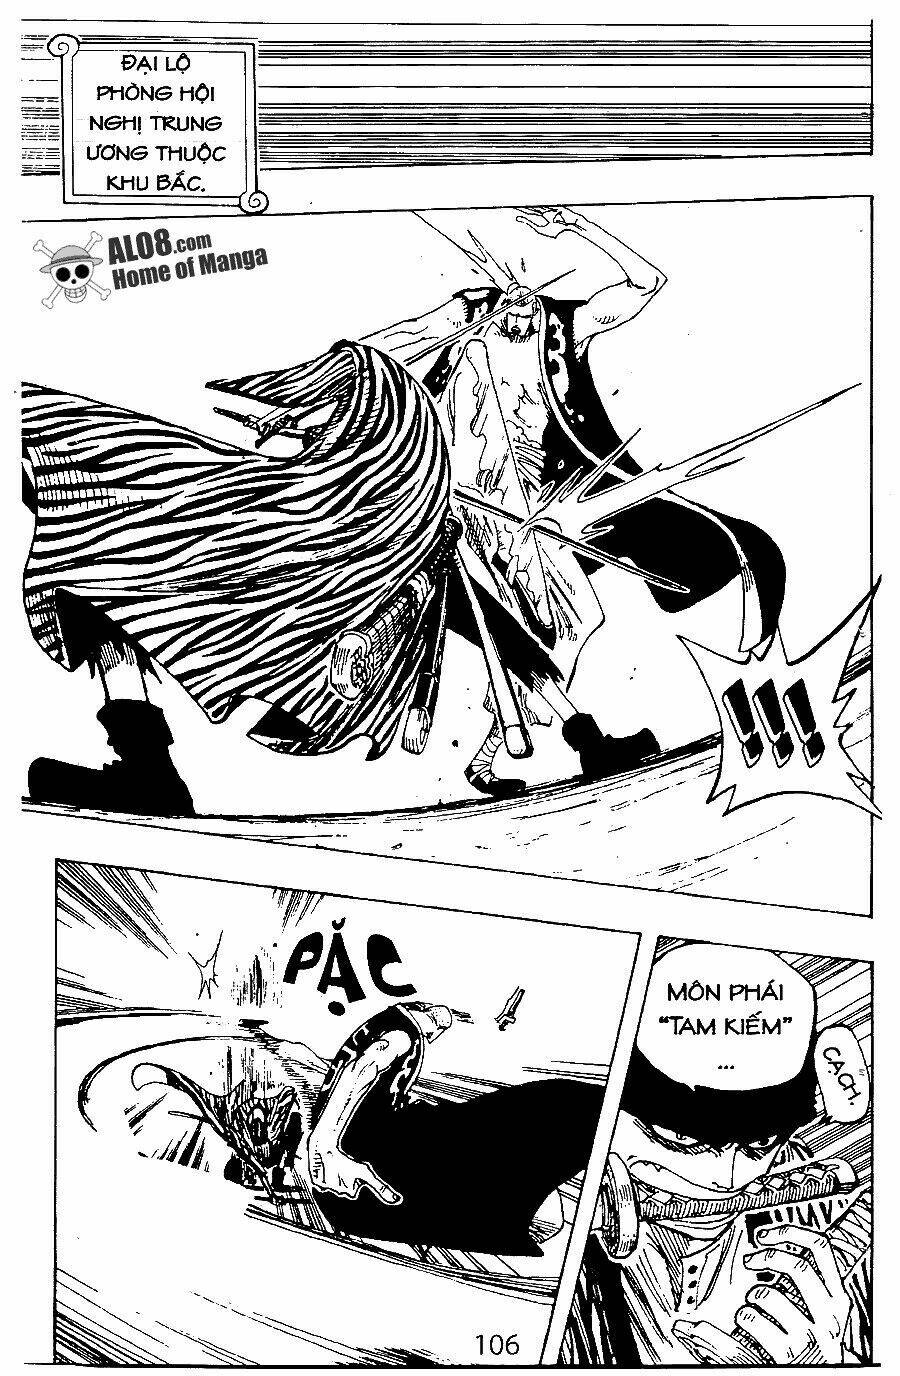 ĐẠI LỘ
PHÒNG HỘI
NGHỊ TRUNG
ƯƠNG THUỘC
KHU BẮC.
AL08.com
Home of Manga
!!!
PẶC
MÔN PHÁI
“TAM KIẾM”
...
CẠCH.
106